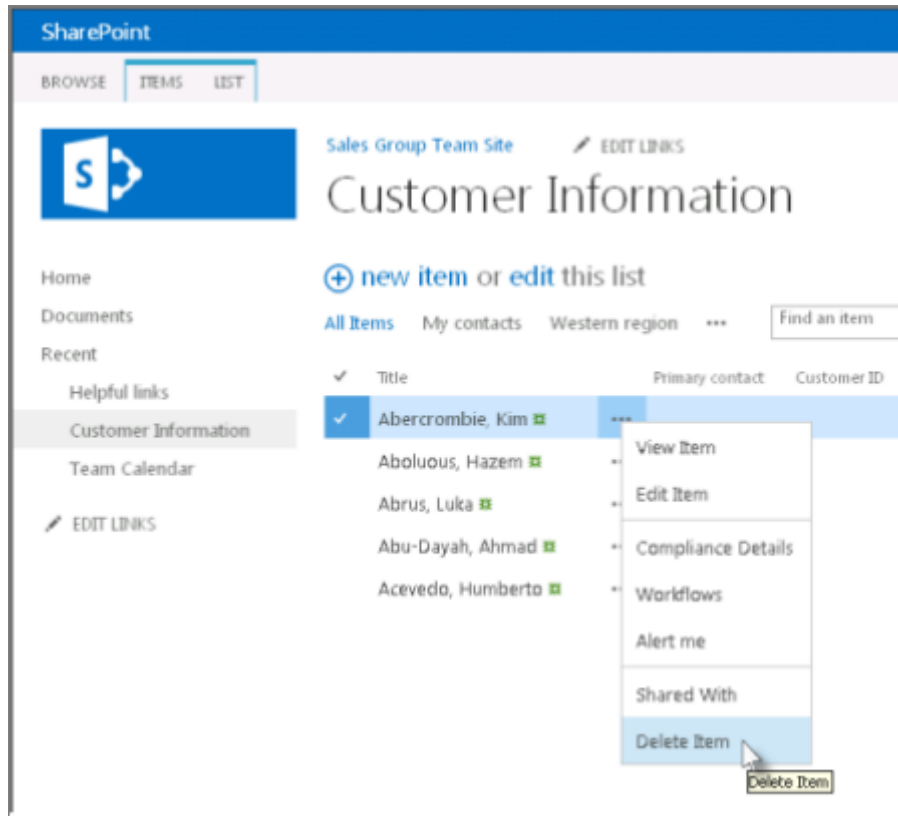 SharePoint
BROWSE ITEMS LIST
S
Sales Group Team Site EDIT LINKS
Customer Information
Home
Documents
Recent
Helpful links
Customer Information
Team Calendar
EDIT LINKS
new item or edit this list
All Items My contacts Western region ••• Find an item
Title Primary contact Customer ID
Abercrombie, Kim
Aboluous, Hazem
Abrus, Luka
Abu-Dayah, Ahmad
Acevedo, Humberto
View Item
Edit Item
Compliance Details
Workflows
Alert me
Shared With
Delete Item
Delete Item